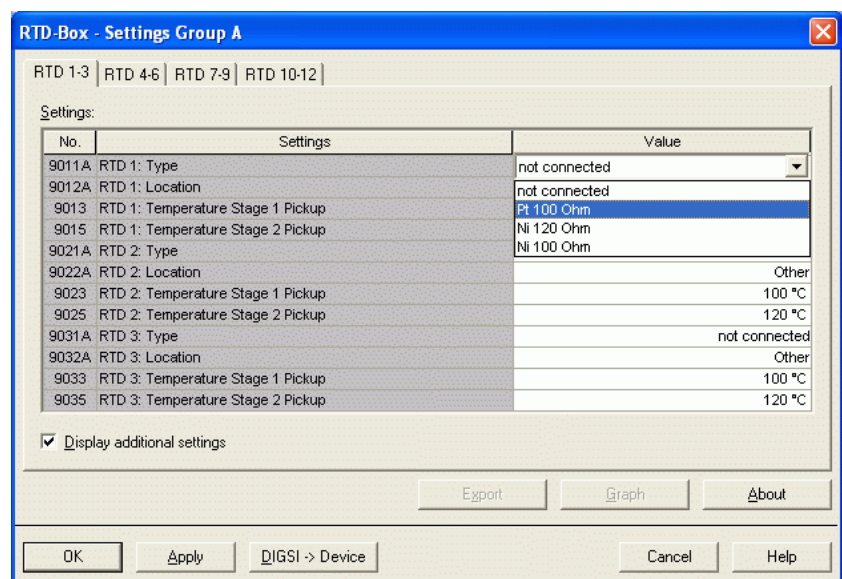 RTD-Box - Settings Group A
RTD 1-3 RTD 4-6 RTD 7-9 RTD 10-12
Settings:
No. Settings Value
9011A RTD 1: Type not connected
9012A RTD 1: Location not connected
9013 RTD 1: Temperature Stage 1 Pickup Pt 100 Ohm
9015 RTD 1: Temperature Stage 2 Pickup Ni 120 Ohm
9021A RTD 2: Type Ni 100 Ohm
9022A RTD 2: Location Other
9023 RTD 2: Temperature Stage 1 Pickup 100 °C
9025 RTD 2: Temperature Stage 2 Pickup 120 °C
9031A RTD 3: Type not connected
9032A RTD 3: Location Other
9033 RTD 3: Temperature Stage 1 Pickup 100 °C
9035 RTD 3: Temperature Stage 2 Pickup 120 °C
Display additional settings
Export Graph About
OK Apply DIGSI -> Device Cancel Help